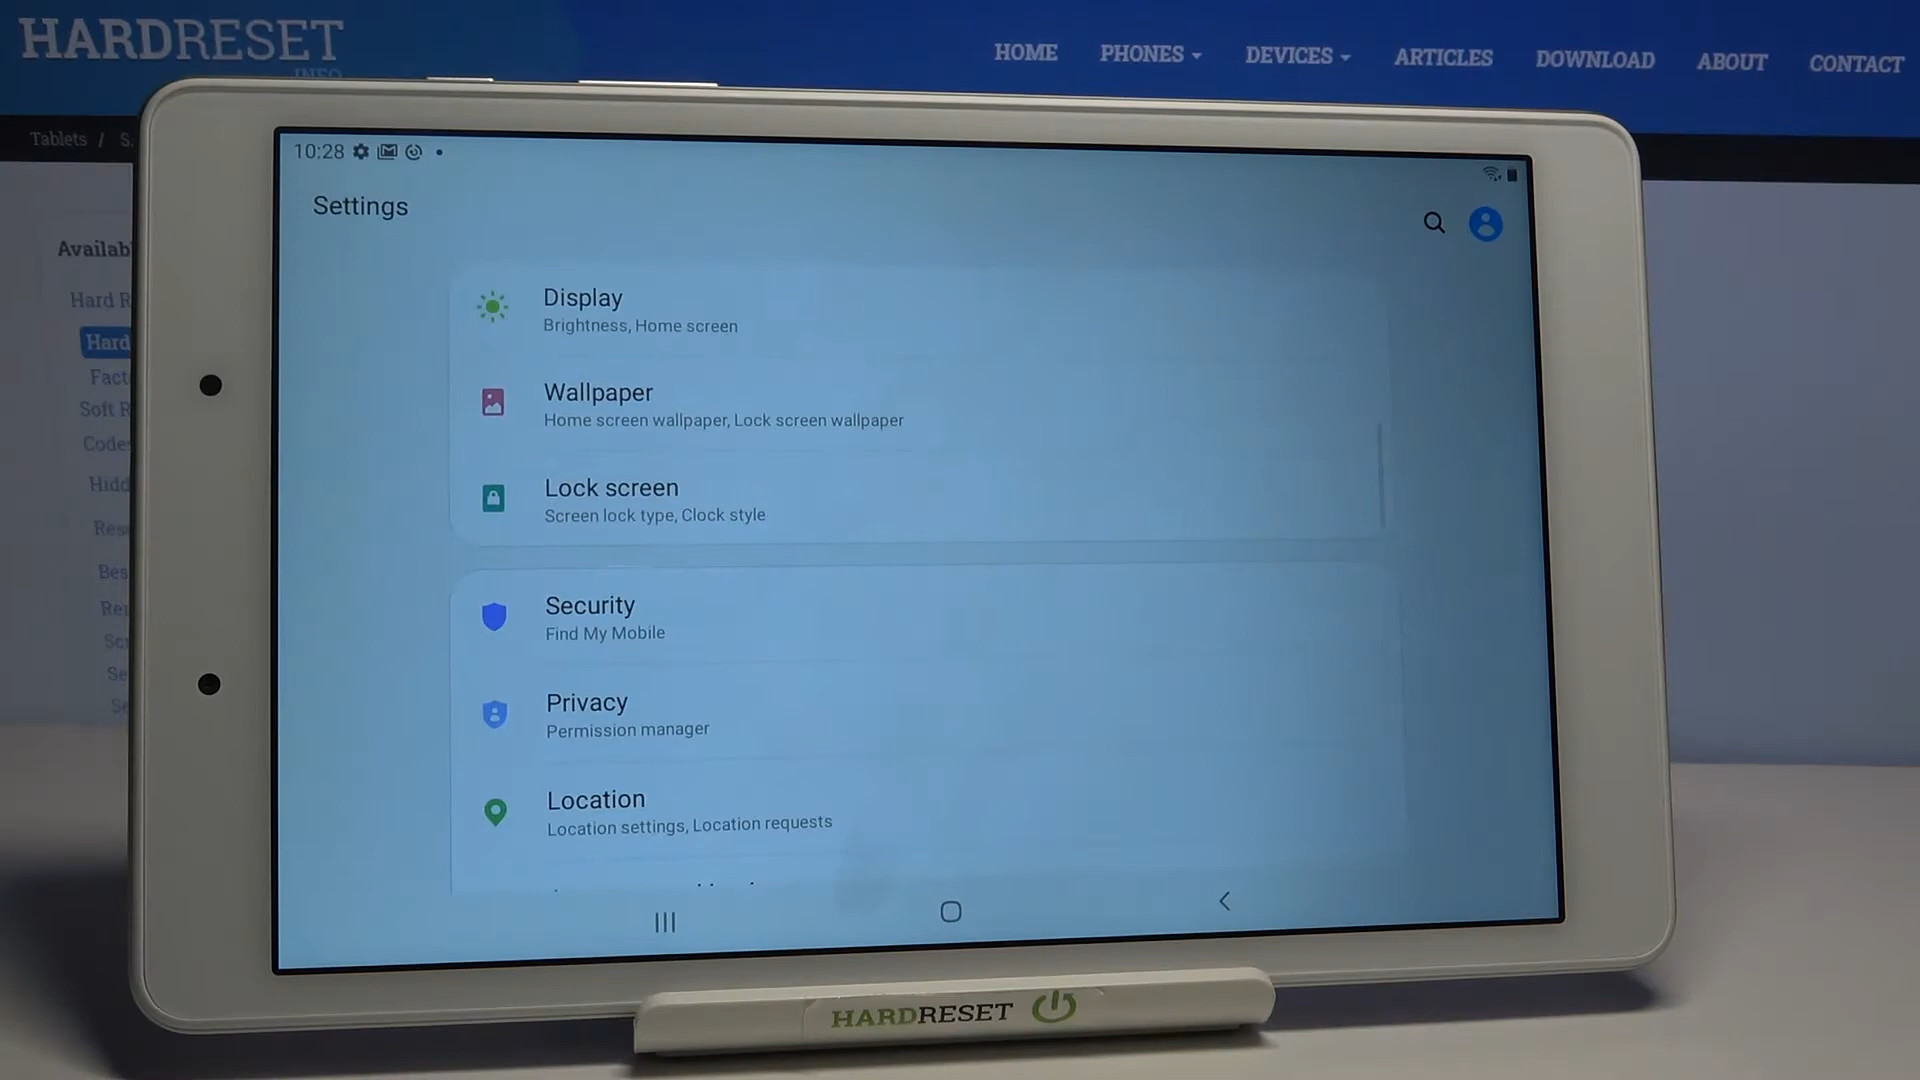 HARDRESET
INFO
HOME PHONES DEVICES ARTICLES DOWNLOAD ABOUT CONTACT
Tablets /
10:28
Settings
Display
Brightness, Home screen
Wallpaper
Home screen wallpaper, Lock screen wallpaper
Lock screen
Screen lock type, Clock style
Security
Find My Mobile
Privacy
Permission manager
Location
Location settings, Location requests
Hard
HARDRESET